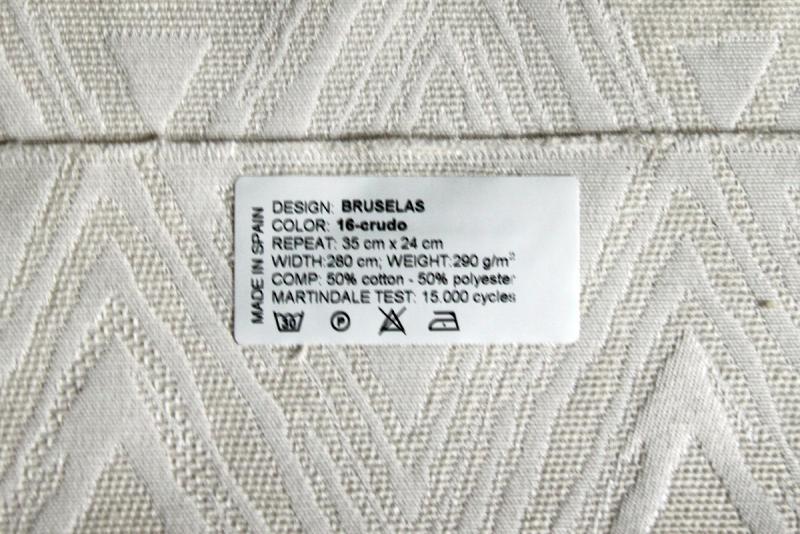 MADE IN SPAIN
DESIGN: BRUSELAS
COLOR: 16-crudo
REPEAT: 35 cm x 24 cm
WIDTH:280 cm; WEIGHT:290 g/m²
COMP: 50% cotton - 50% polyester
MARTINDALE TEST: 15.000 cycles
30 P